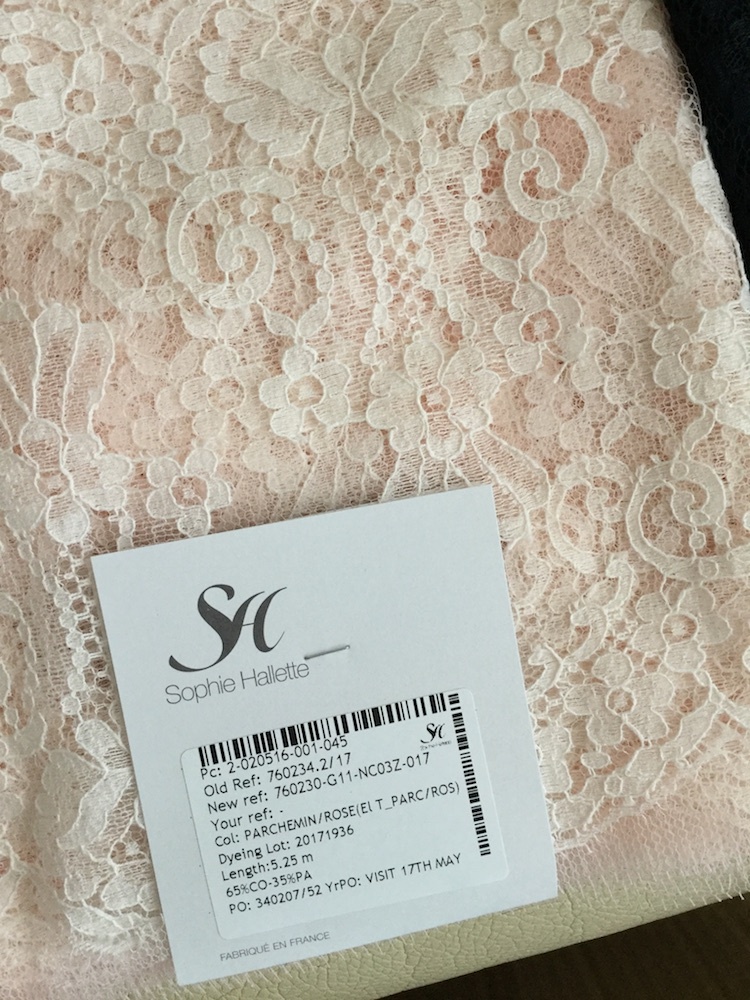 SH
Sophie Hallette
SH
Pc: 2-020516-001-045
Old Ref: 760234.2/17
New ref: 760230-G11-NC03Z-017
Your ref: -
Col: PARCHEMIN/ROSE(El T_PARC/ROS)
Dyeing Lot: 20171936
Length:5.25 m
65%CO-35%PA
PO: 340207/52 YrPO: VISIT 17TH MAY
FABRIQUÉ EN FRANCE